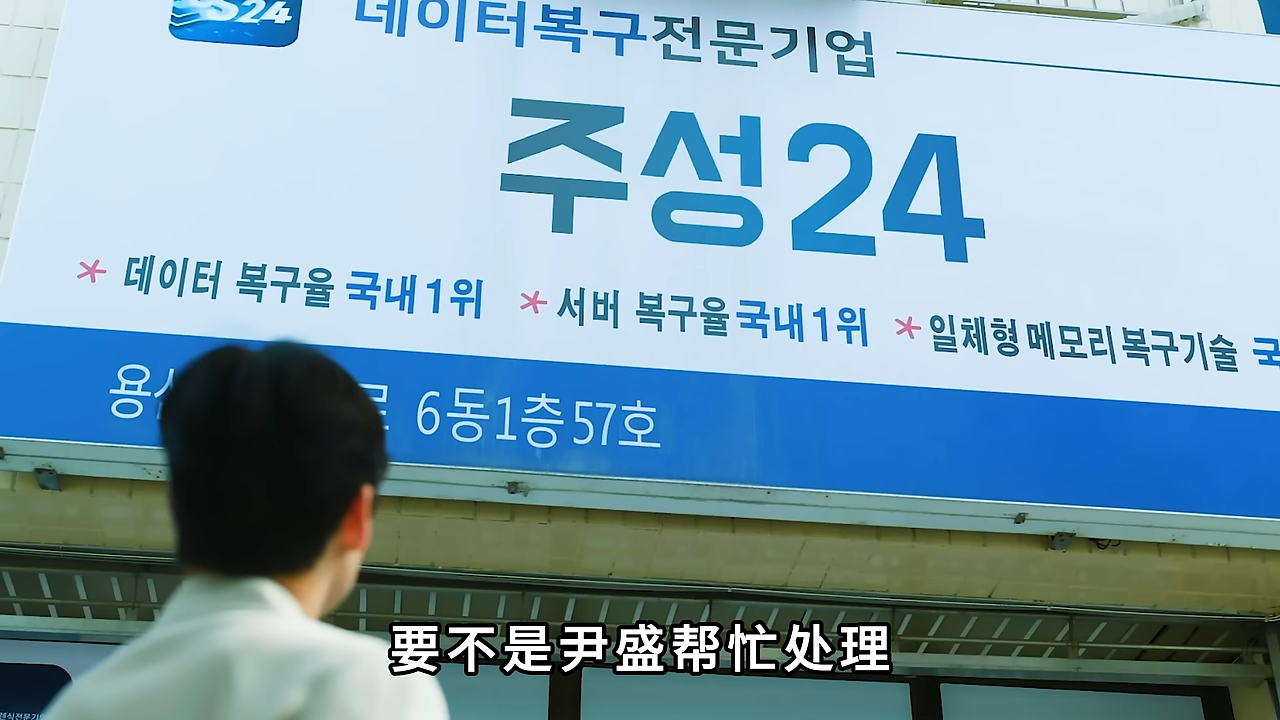 데이터복구전문기업
주성24
* 데이터 복구율 국내1위 * 서버 복구율 국내1위 * 일체형메모리복구기술
6동1층57호
要不是尹盛帮忙处理